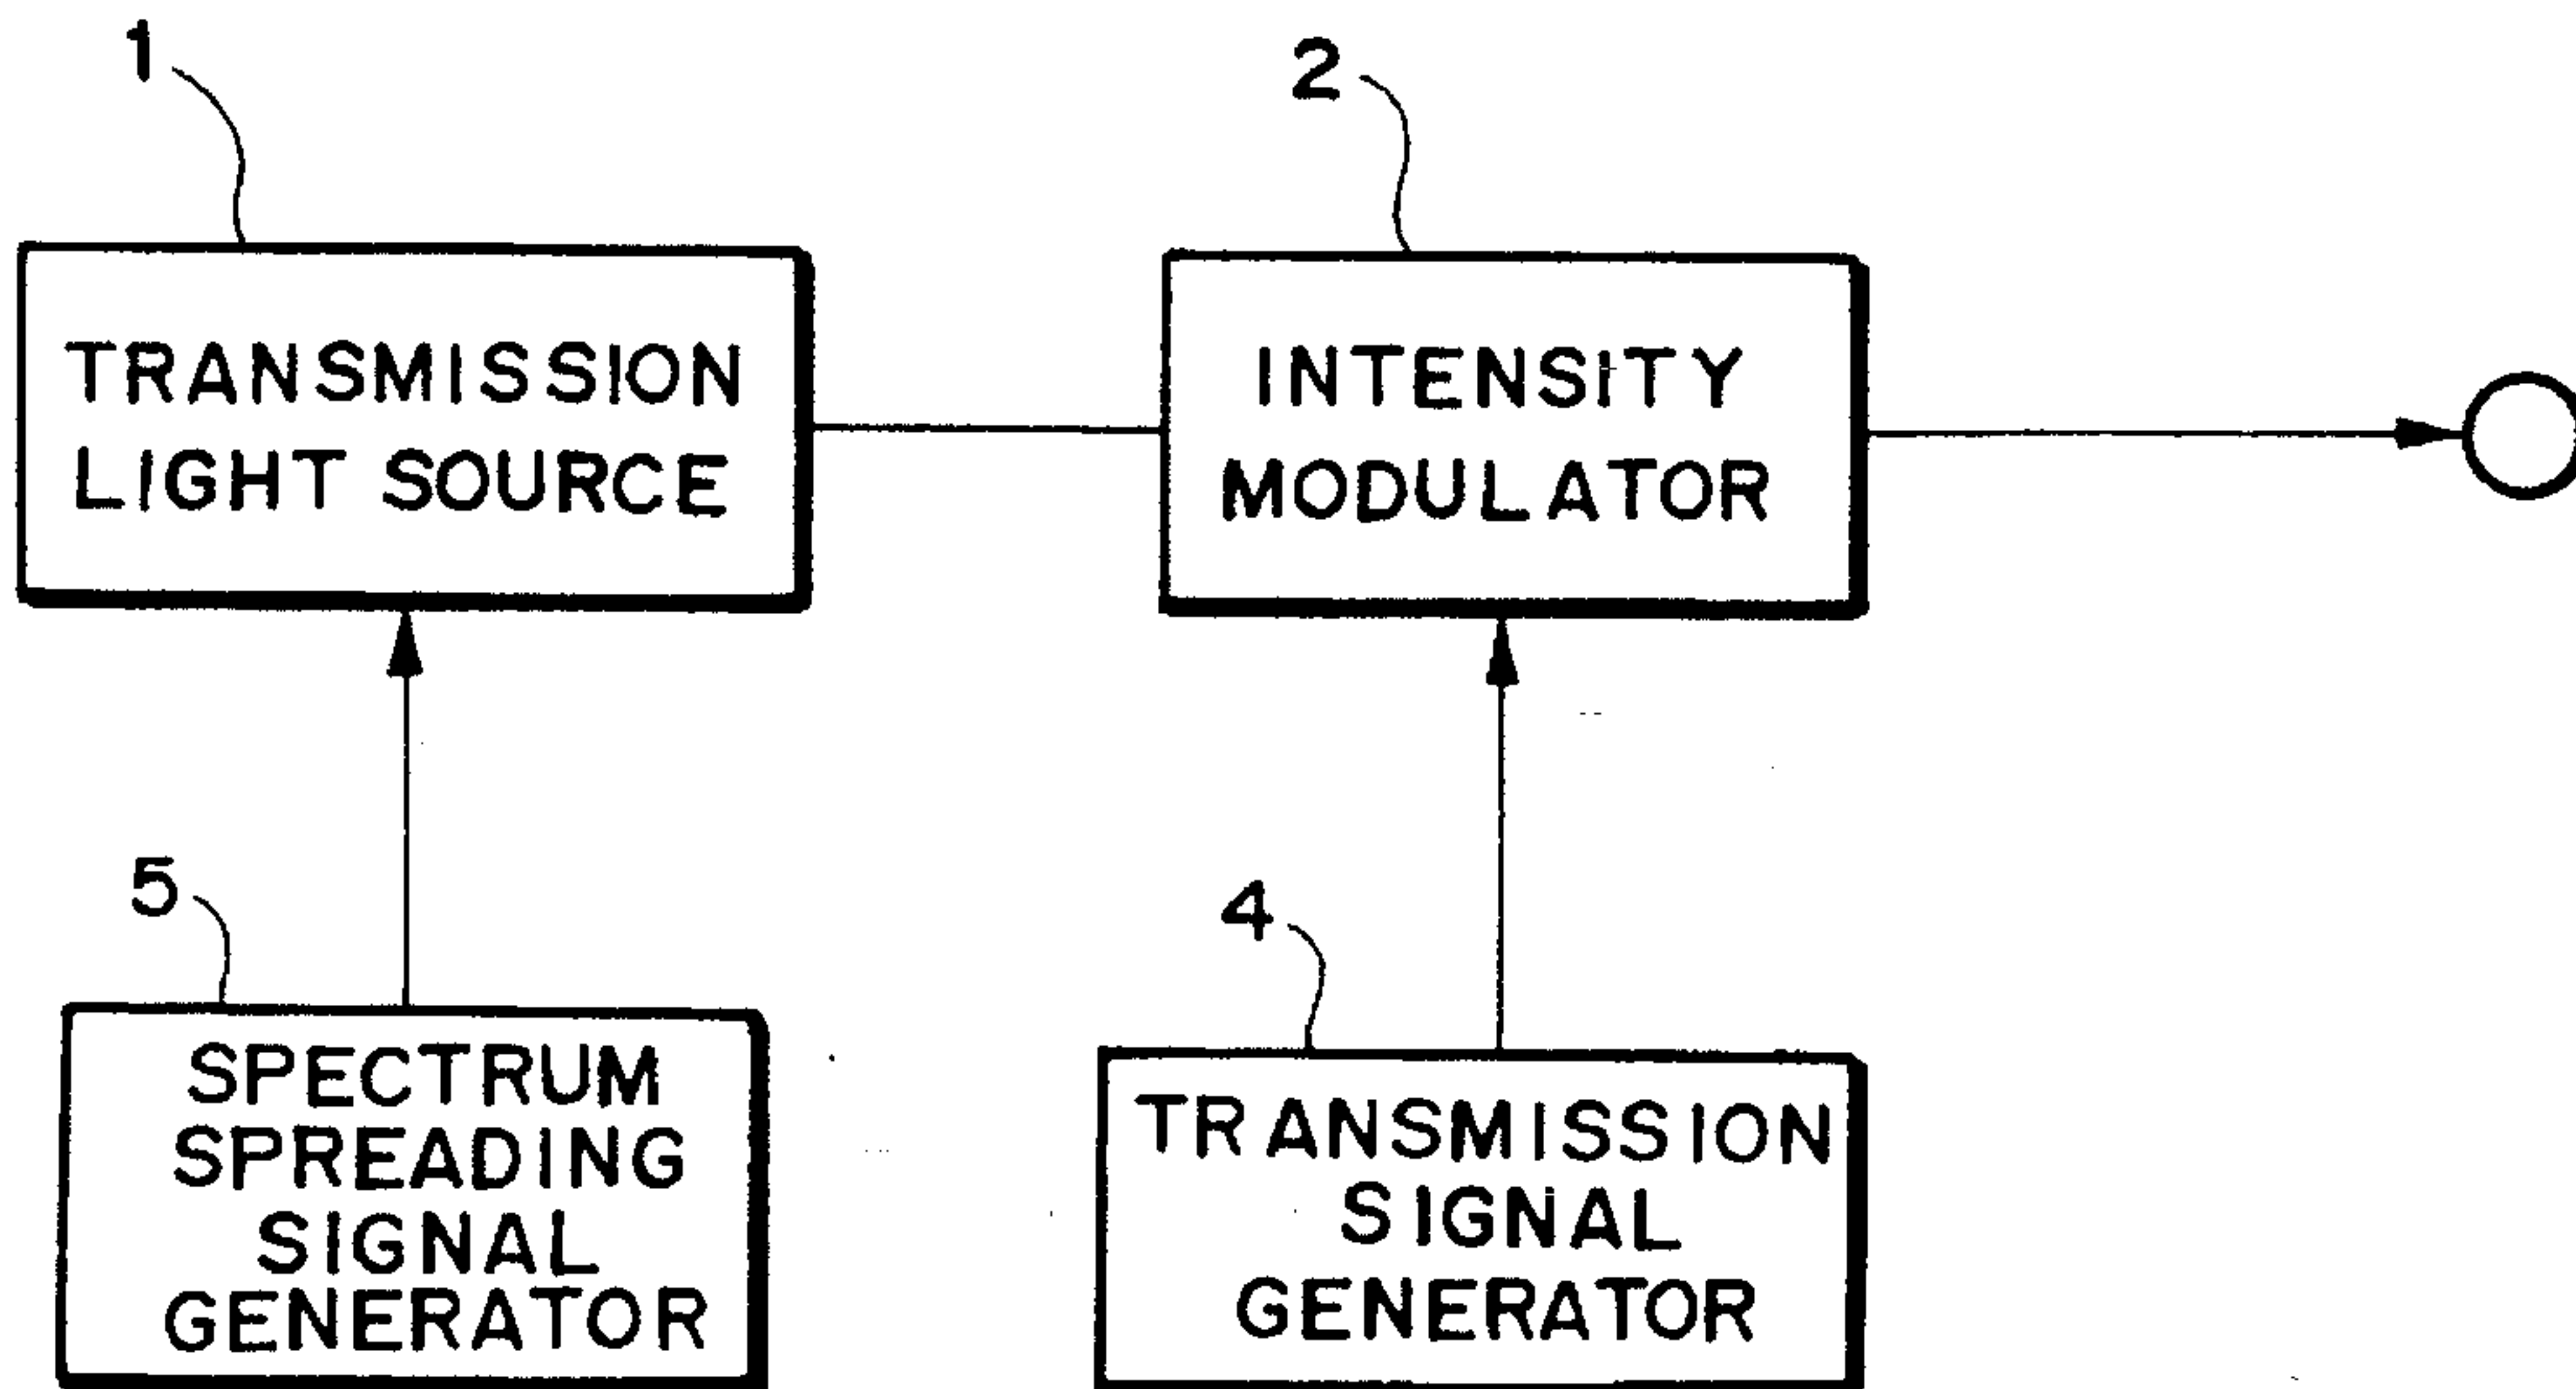 1
2
TRANSMISSION
LIGHT SOURCE
INTENSITY
MODULATOR
5
4
SPECTRUM
SPREADING
SIGNAL
GENERATOR
TRANSMISSION
SIGNAL
GENERATOR